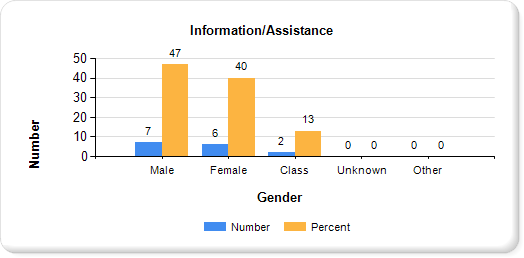 Information/Assistance
Number
50
40
30
20
10
0
7 47
6 40
2 13
0 0
0 0
Male Female Class Unknown Other
Gender
Number Percent